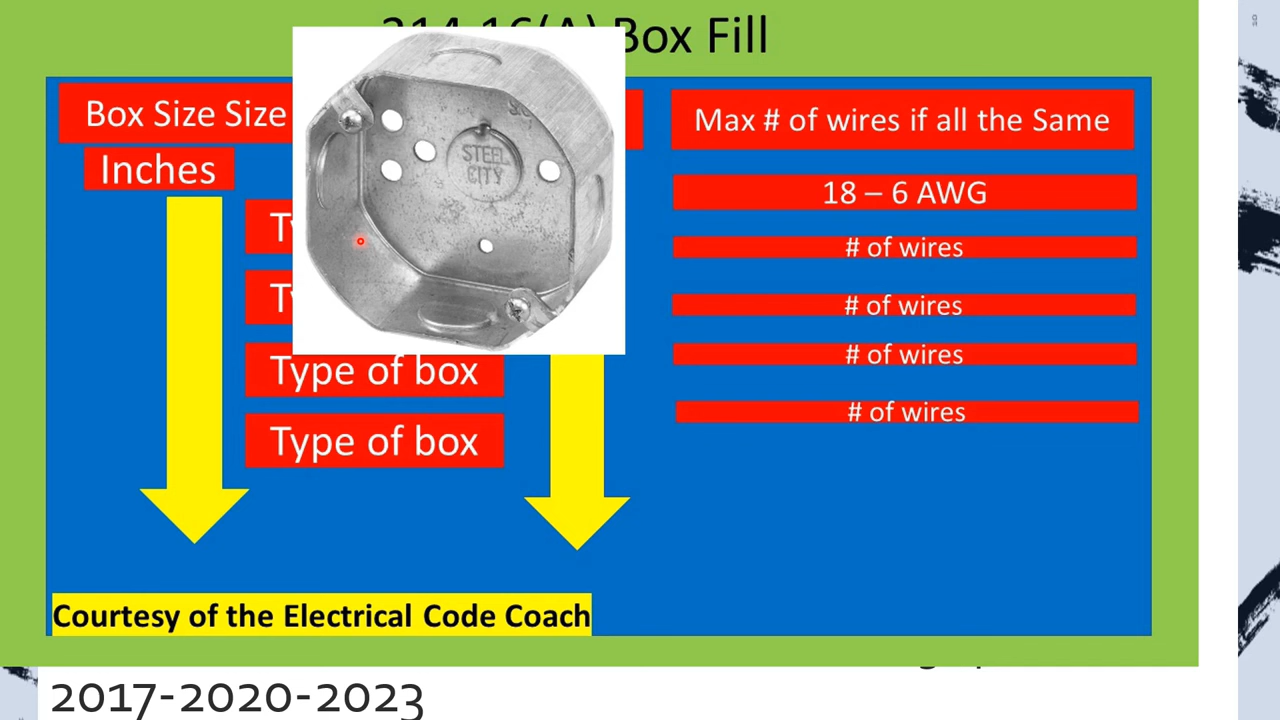 314-16(A) Box Fill
Box Size Size
Max # of wires if all the Same
Inches
18 – 6 AWG
# of wires
# of wires
# of wires
# of wires
STEEL
CITY
Type of box
Type of box
Courtesy of the Electrical Code Coach
2017-2020-2023